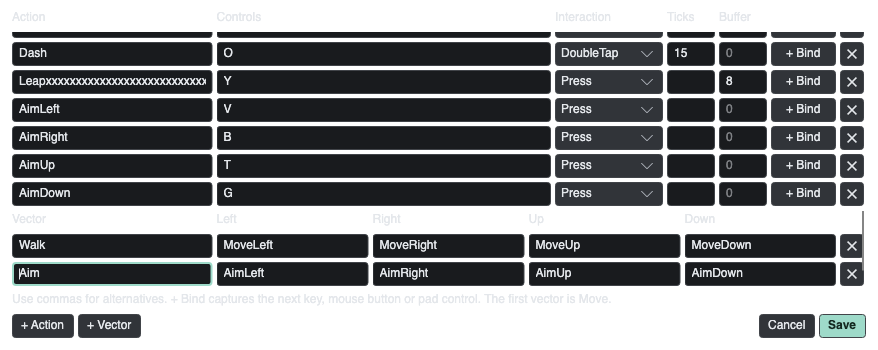 Action Controls Interaction Ticks Buffer
Dash O DoubleTap 15 0 + Bind ×
Leapxxxxxxxxxxxxxxxxxxxxxxxxxxx Y Press 8 + Bind ×
AimLeft V Press 0 + Bind ×
AimRight B Press 0 + Bind ×
AimUp T Press 0 + Bind ×
AimDown G Press 0 + Bind ×
Vector Left Right Up Down
Walk MoveLeft MoveRight MoveUp MoveDown ×
Aim AimLeft AimRight AimUp AimDown ×
Use commas for alternatives. + Bind captures the next key, mouse button or pad control. The first vector is Move.
+ Action + Vector Cancel Save